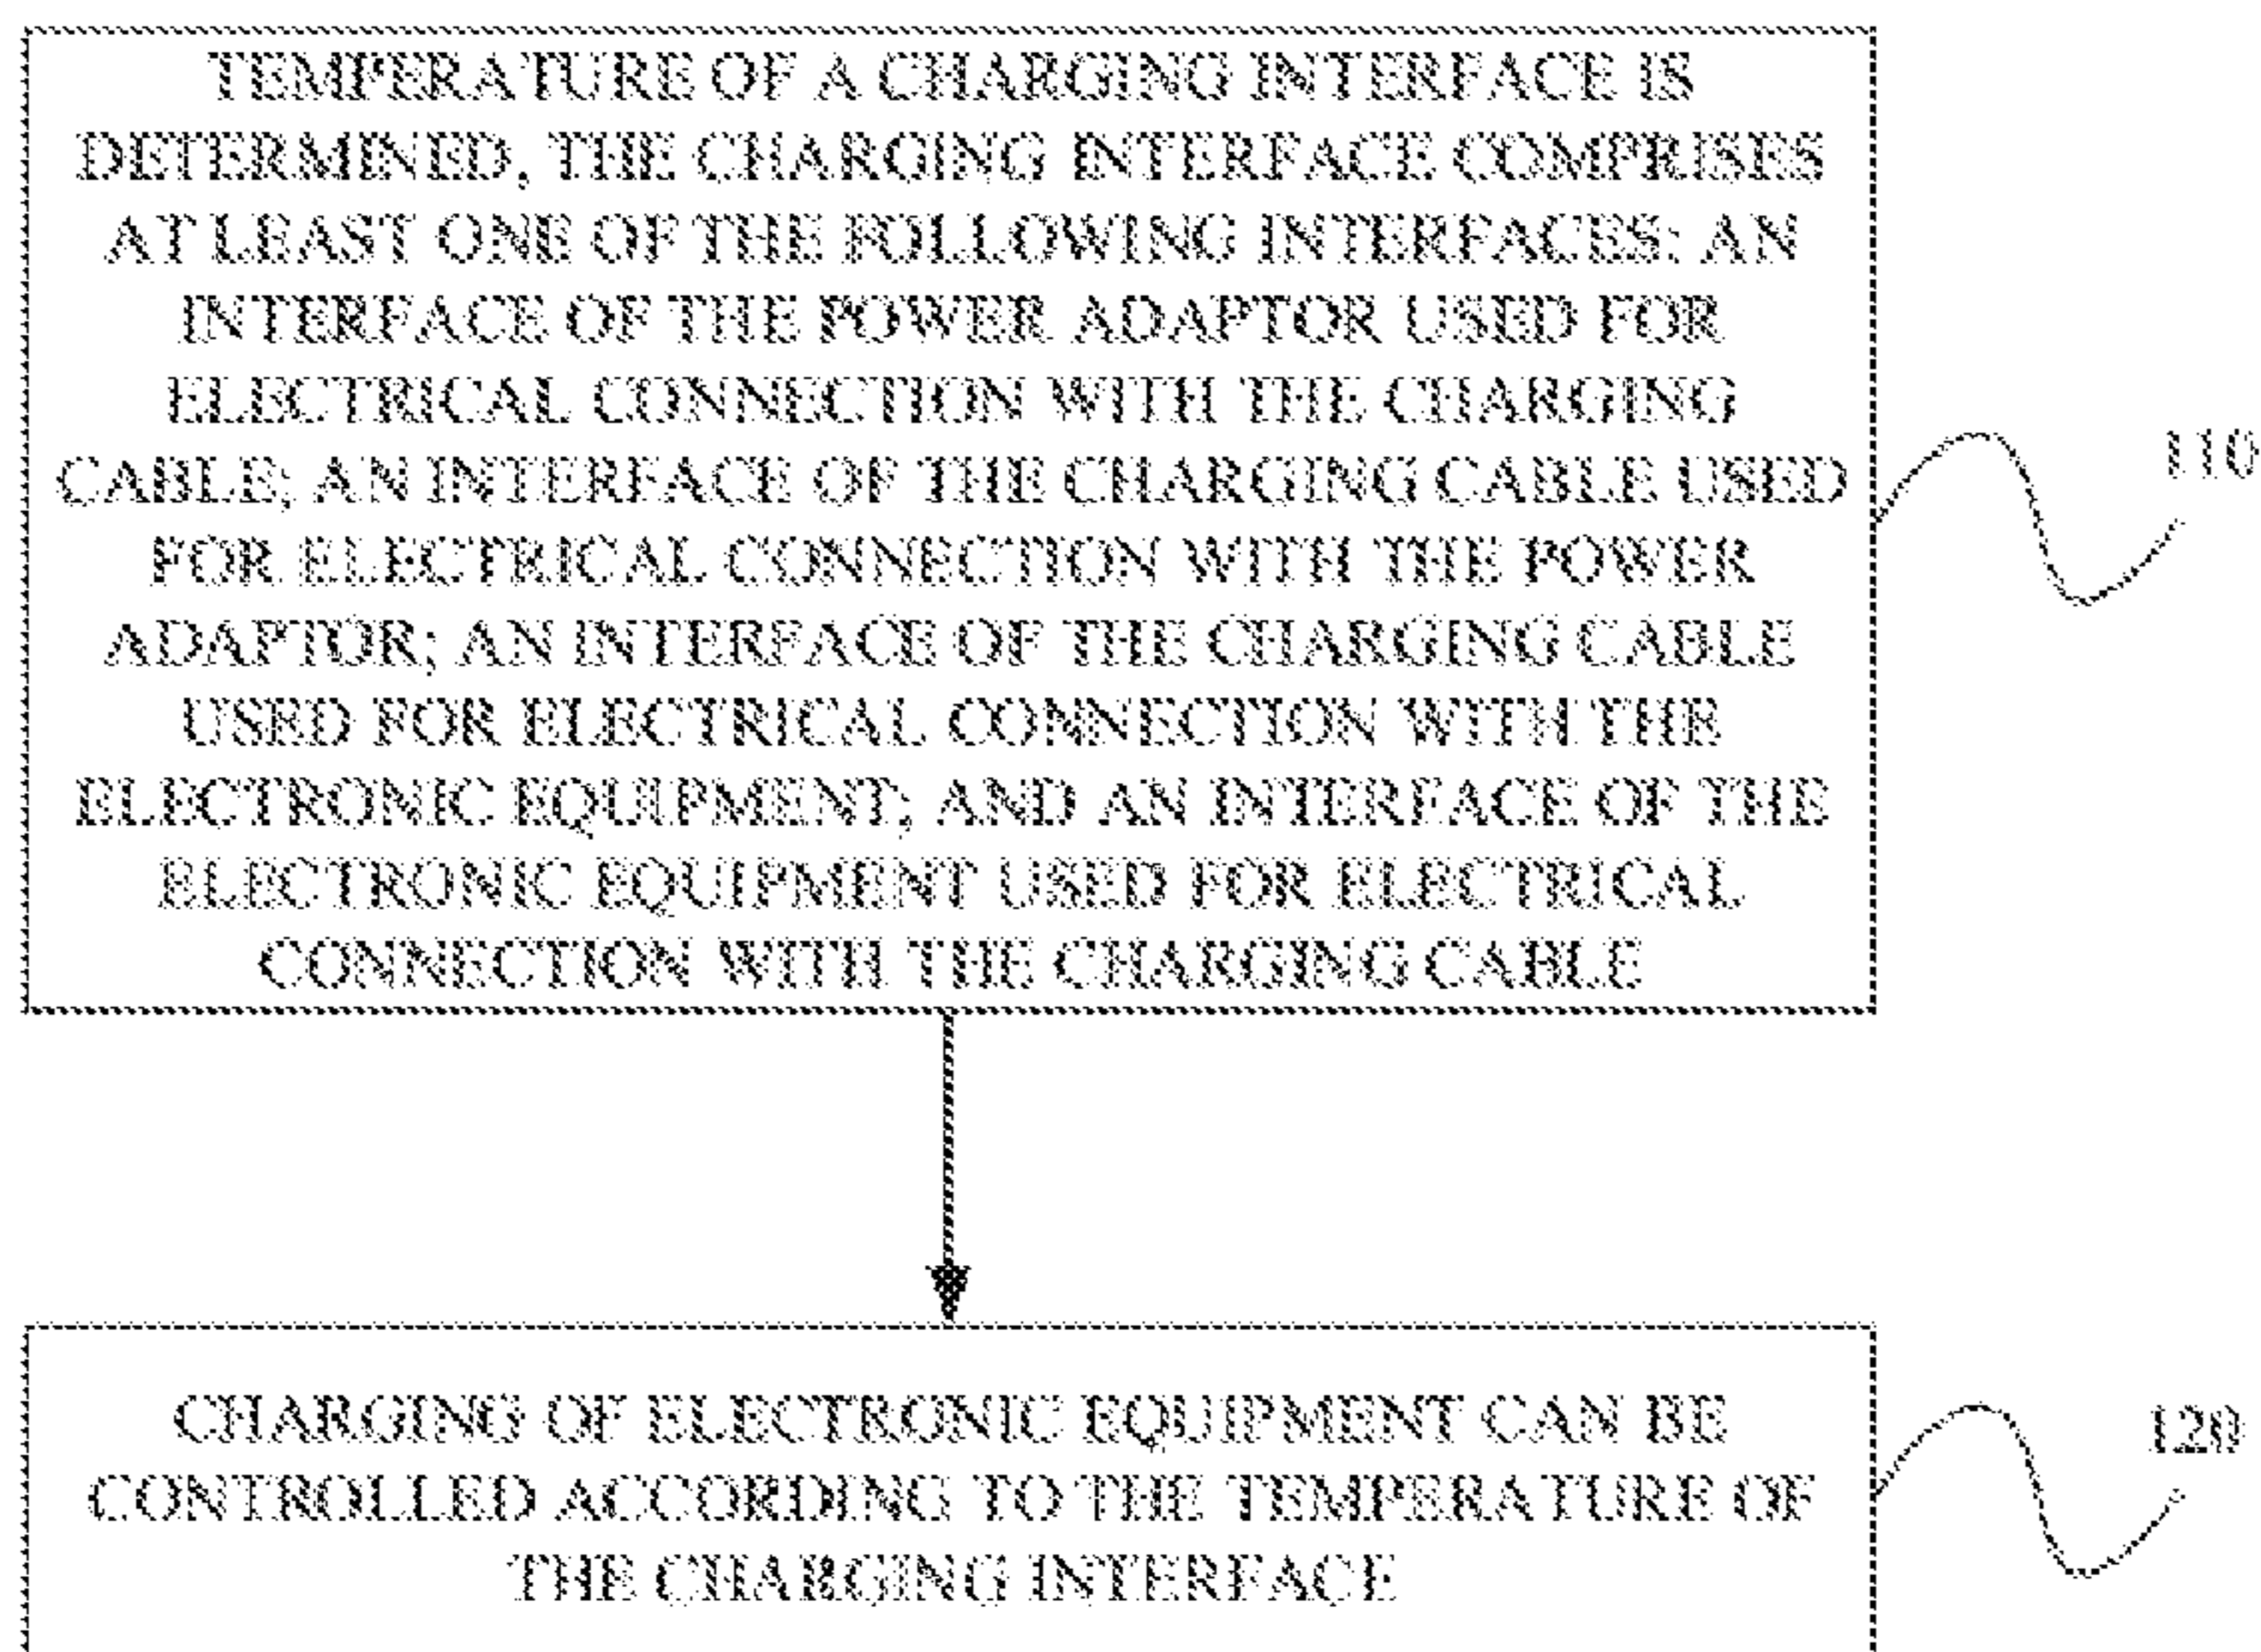 TEMPERATURE OF A CHARGING INTERFACE IS
DETERMINED, THE CHARGING INTERFACE COMPRISES
AT LEAST ONE OF THE FOLLOWING INTERFACES: AN
INTERFACE OF THE POWER ADAPTOR USED FOR
ELECTRICAL CONNECTION WITH THE CHARGING
CABLE; AN INTERFACE OF THE CHARGING CABLE USED
FOR ELECTRICAL CONNECTION WITH THE POWER
ADAPTOR; AN INTERFACE OF THE CHARGING CABLE
USED FOR ELECTRICAL CONNECTION WITH THE
ELECTRONIC EQUIPMENT; AND AN INTERFACE OF THE
ELECTRONIC EQUIPMENT USED FOR ELECTRICAL
CONNECTION WITH THE CHARGING CABLE
110
CHARGING OF ELECTRONIC EQUIPMENT CAN BE
CONTROLLED ACCORDING TO THE TEMPERATURE OF
THE CHARGING INTERFACE
120